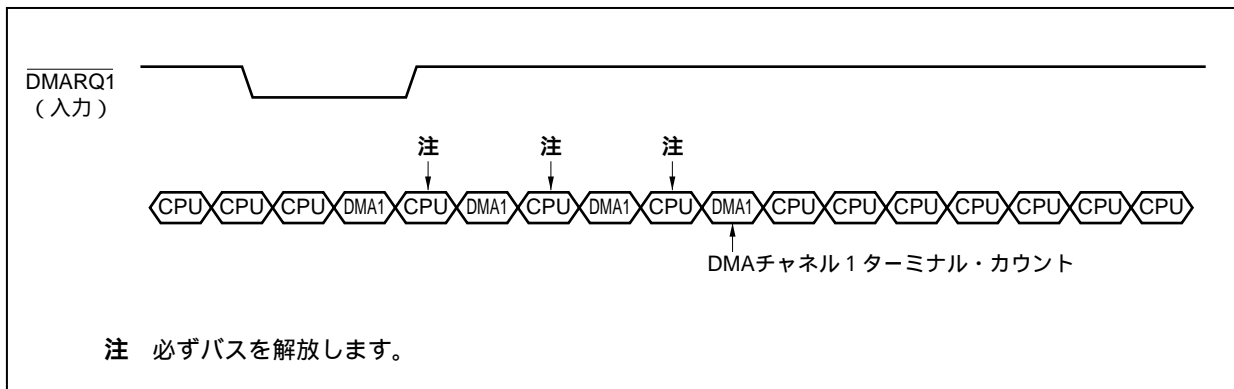 DMARQ1
（入力）
注 注 注
CPU CPU CPU DMA1 CPU DMA1 CPU DMA1 CPU DMA1 CPU CPU CPU CPU CPU CPU CPU
DMAチャネル1ターミナル・カウント
注 必ずバスを解放します。